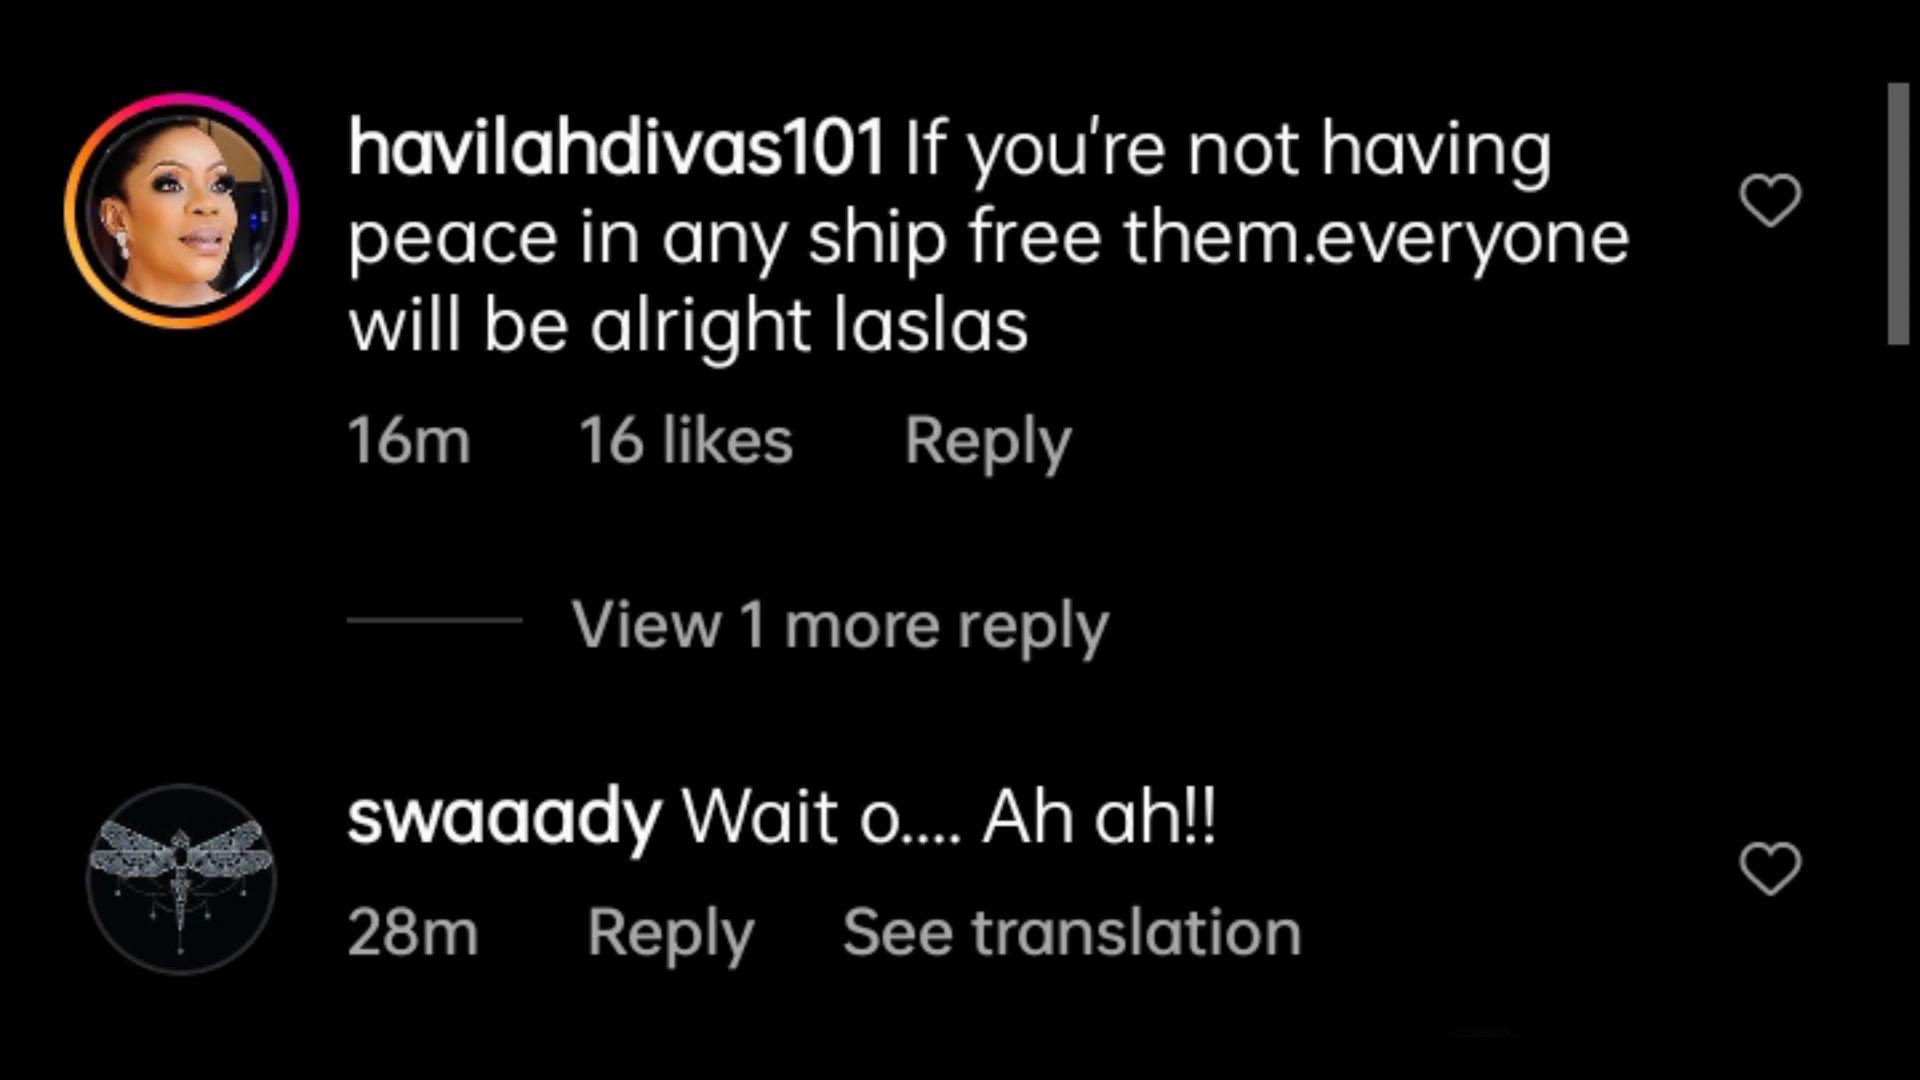 havilahdivas101 If you're not having
peace in any ship free them.everyone
will be alright laslas
16m 16 likes Reply
View 1 more reply
swaaady Wait o.... Ah ah!!
28m Reply See translation